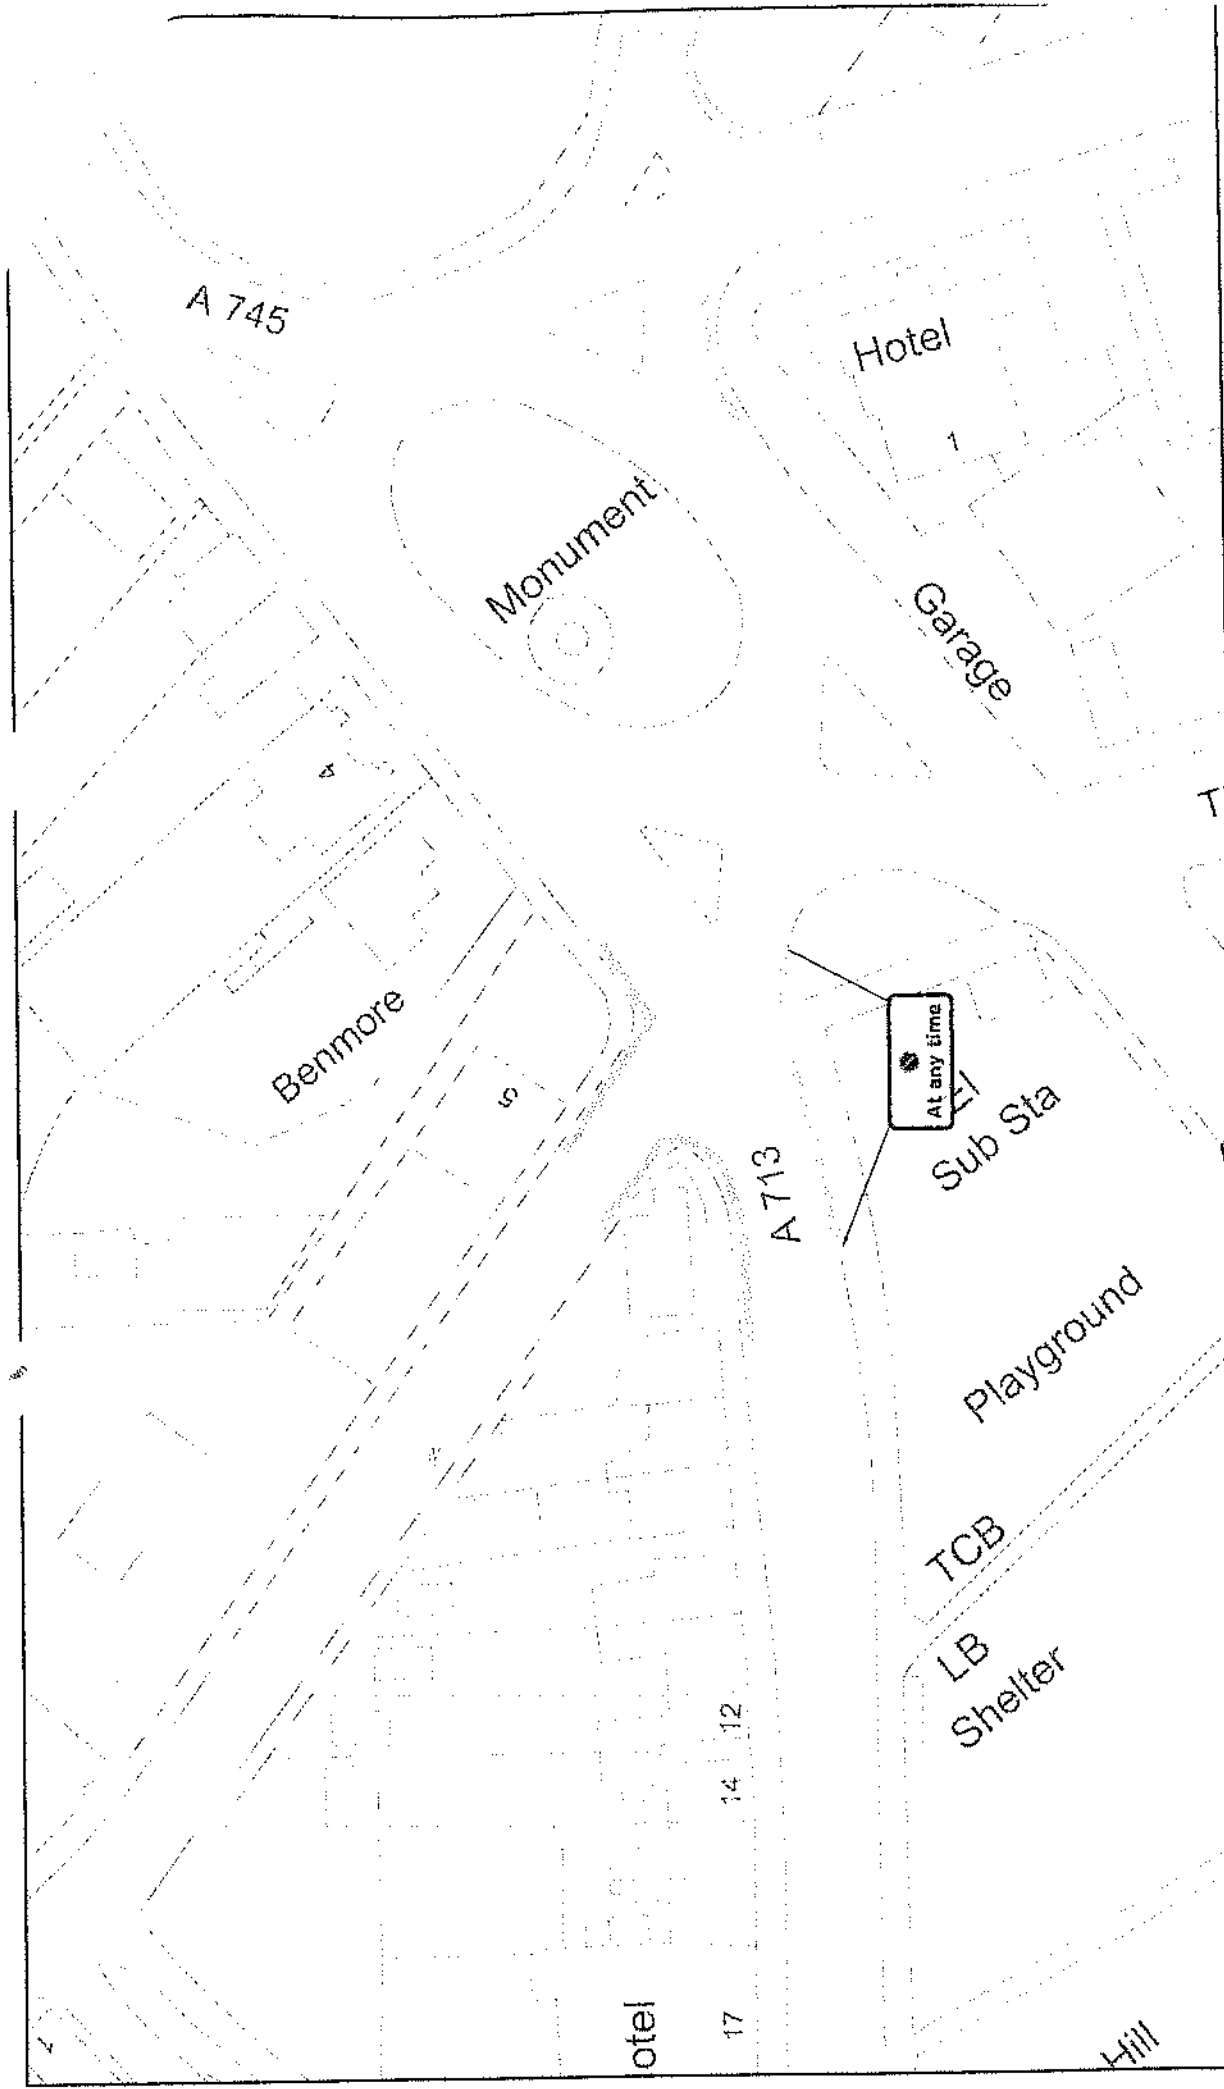 A 745
Hotel
1
Monument
Garage
4
T
Benmore
5
At any time
El
Sub Sta
A 713
Playground
TCB
LB
Shelter
12
14
17
otel
Hill